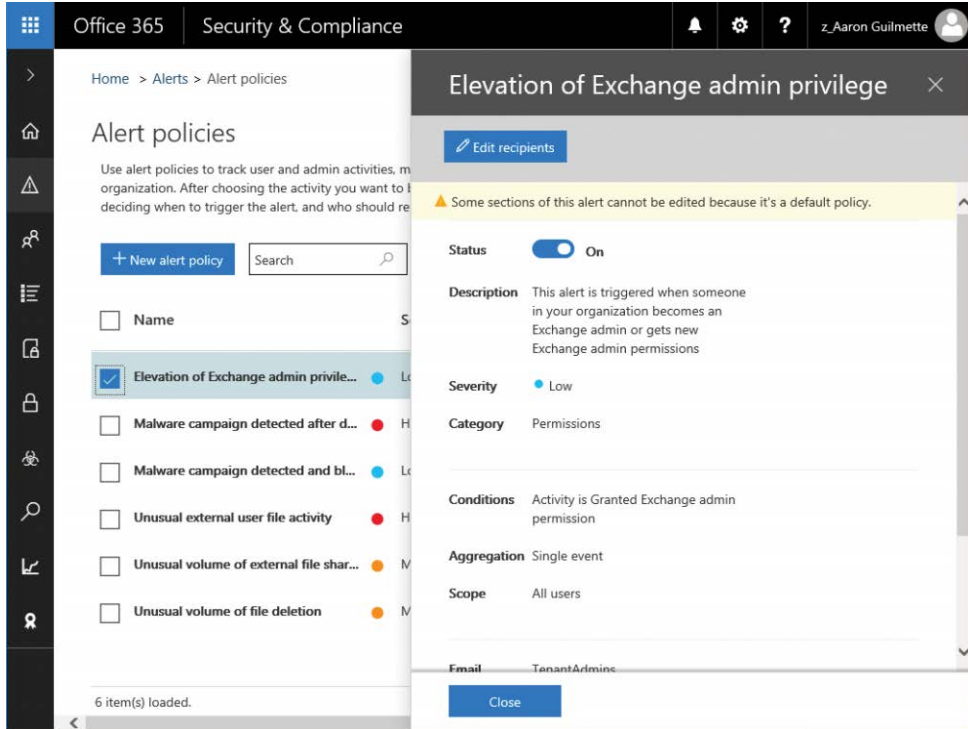 Office 365 Security & Compliance
z_Aaron Guilmette
Home > Alerts > Alert policies
Alert policies
Use alert policies to track user and admin activities, m
organization. After choosing the activity you want to
deciding when to trigger the alert, and who should re
+ New alert policy
Search
Name S
Elevation of Exchange admin privile... Lo
Malware campaign detected after d... H
Malware campaign detected and bl... Lo
Unusual external user file activity H
Unusual volume of external file shar... M
Unusual volume of file deletion M
6 item(s) loaded.
Elevation of Exchange admin privilege
Edit recipients
Some sections of this alert cannot be edited because it's a default policy.
Status On
Description This alert is triggered when someone
in your organization becomes an
Exchange admin or gets new
Exchange admin permissions
Severity Low
Category Permissions
Conditions Activity is Granted Exchange admin
permission
Aggregation Single event
Scope All users
Email TenantAdmins
Close